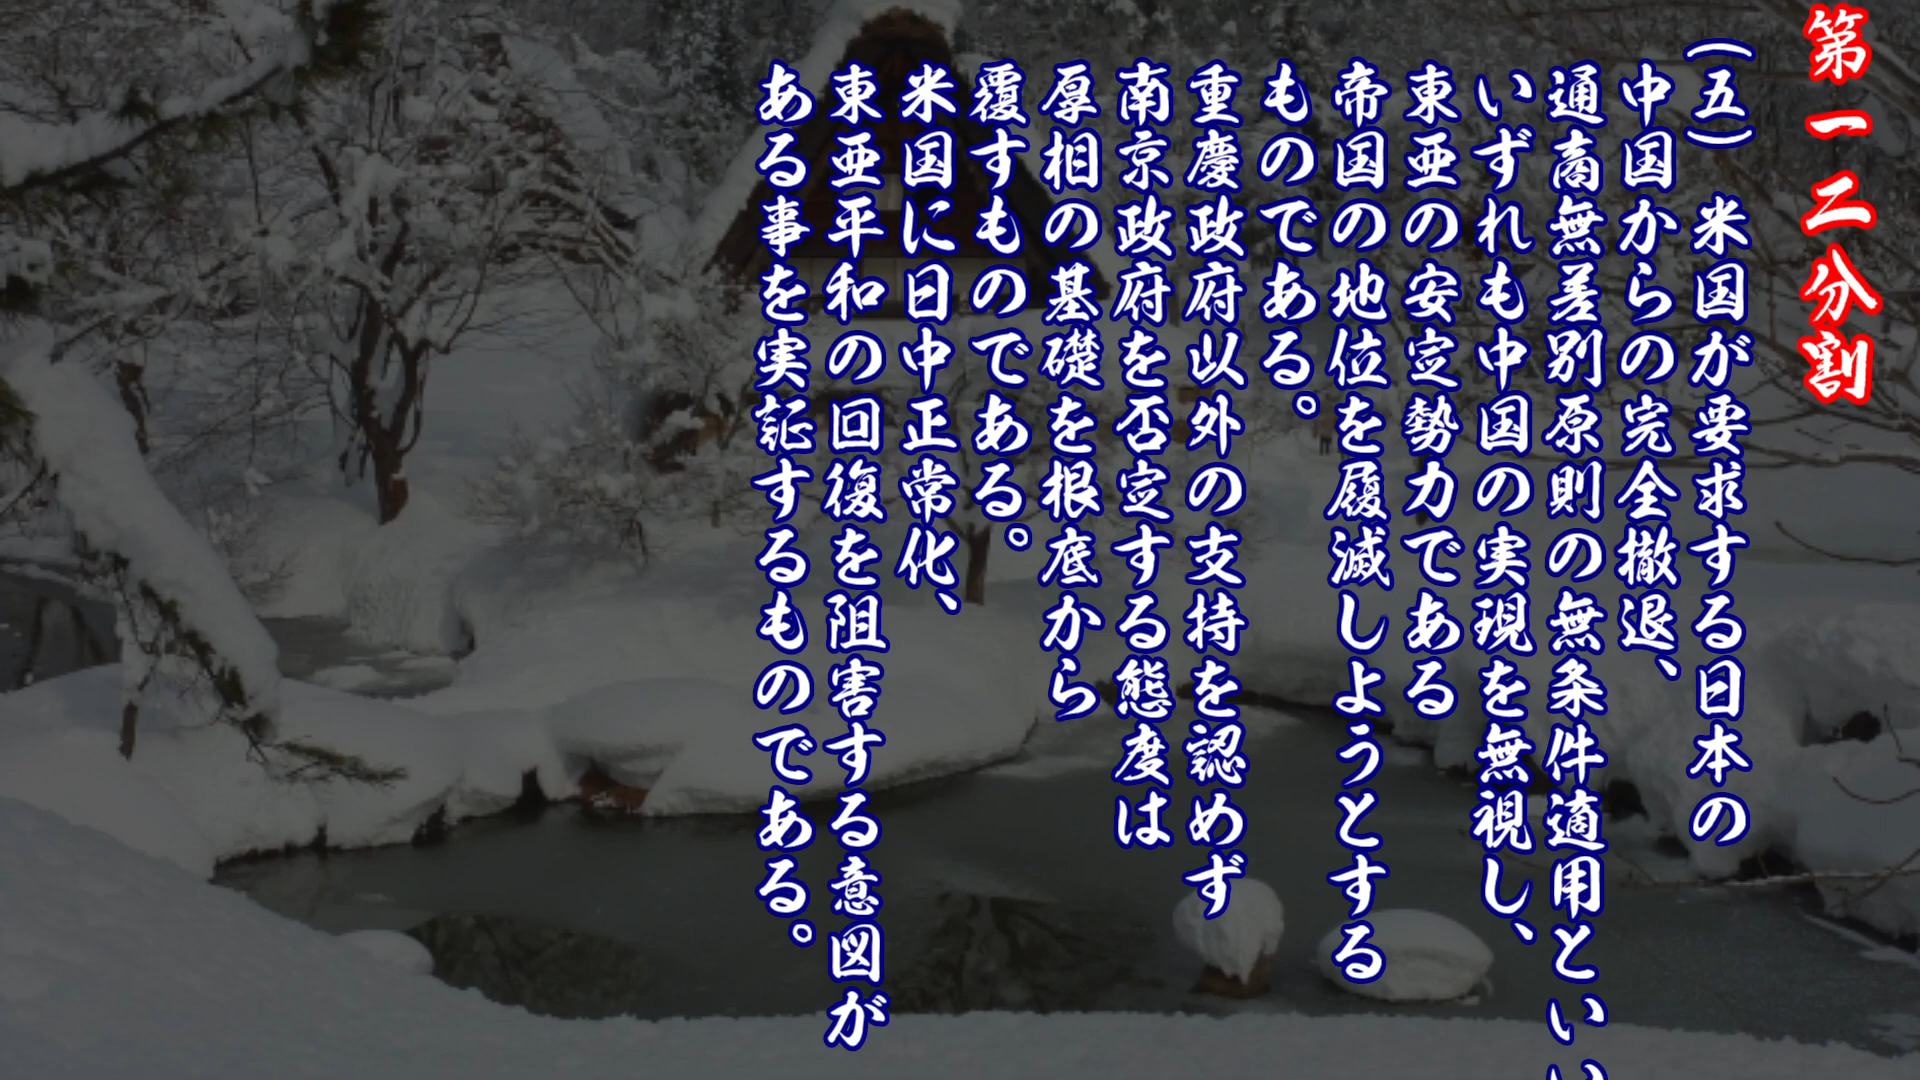 第一二分割
(五) 米国が要求する日本の
中国からの完全撤退、
通商無差別原則の無条件適用といい
いずれも中国の実現を無視し、
東亜の安定勢力である
帝国の地位を履滅しようとする
ものである。
重慶政府以外の支持を認めず
南京政府を否定する態度は
厚相の基礎を根底から
覆すものである。
米国に日中正常化、
東亜平和の回復を阻害する意図が
ある事を実証するものである。